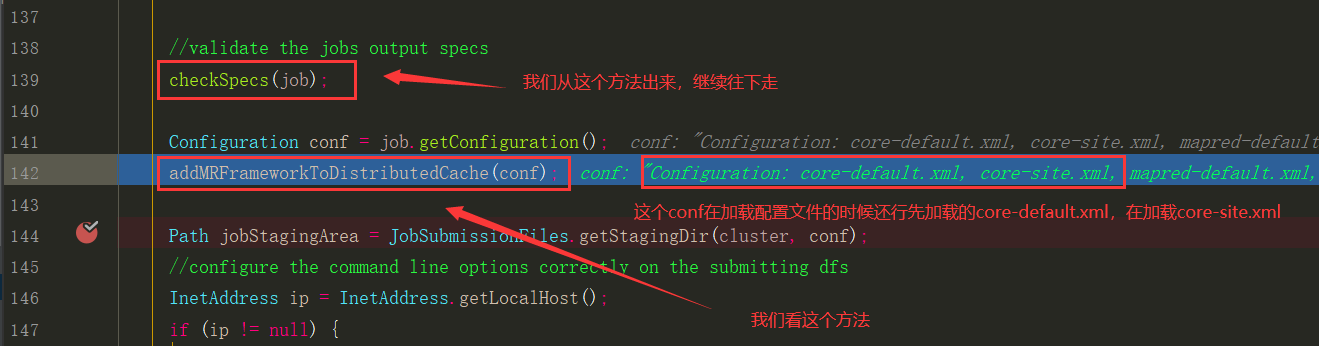 137
138 //validate the jobs output specs
139 checkSpecs(job);
我们从这个方法出来，继续往下走
140
141 Configuration conf = job.getConfiguration(); conf: "Configuration: core-default.xml, core-site.xml, mapred-default
142 addMRFrameworkToDistributedCache(conf); conf: "Configuration: core-default.xml, core-site.xml, mapred-default.xml,
143
这个conf在加载配置文件的时候还行先加载的core-default.xml，在加载core-site.xml
144 Path jobStagingArea = JobSubmissionFiles.getStagingDir(cluster, conf);
145 //configure the command line options correctly on the submitting dfs
146 InetAddress ip = InetAddress.getLocalHost();
我们看这个方法
147 if (ip != null) {